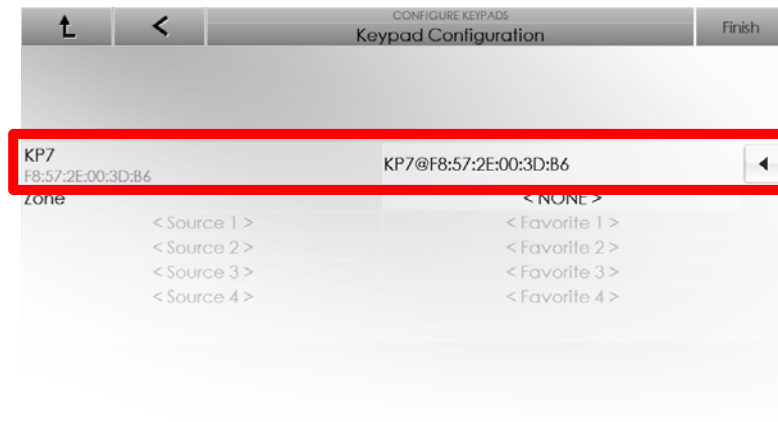 CONFIGURE KEYPADS
Keypad Configuration
Finish
KP7
F8:57:2E:00:3D:B6
KP7@F8:57:2E:00:3D:B6
Zone < NONE >
< Source 1 > < Favorite 1 >
< Source 2 > < Favorite 2 >
< Source 3 > < Favorite 3 >
< Source 4 > < Favorite 4 >